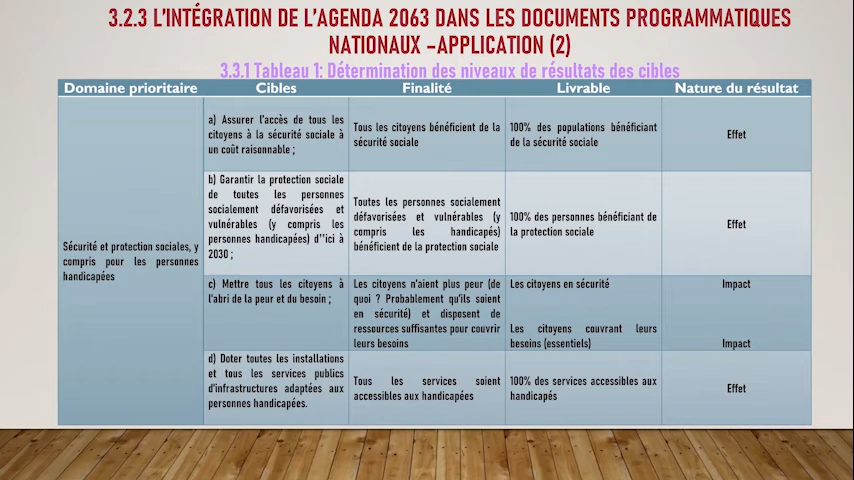 3.2.3 L'INTÉGRATION DE L'AGENDA 2063 DANS LES DOCUMENTS PROGRAMMATIQUES
NATIONAUX –APPLICATION (2)
3.3.1 Tableau 1: Détermination des niveaux de résultats des cibles
Domaine prioritaire Cibles Finalité Livrable Nature du résultat
Sécurité et protection sociales, y
compris pour les personnes
handicapées
a) Assurer l'accès de tous les
citoyens à la sécurité sociale à
un coût raisonnable ;
Tous les citoyens bénéficient de la
sécurité sociale
100% des populations bénéficiant
de la sécurité sociale
Effet
b) Garantir la protection sociale
de toutes les personnes
socialement défavorisées et
vulnérables (y compris les
personnes handicapées) d''ici à
2030 ;
Toutes les personnes socialement
défavorisées et vulnérables (y
compris les handicapés)
bénéficient de la protection sociale
100% des personnes bénéficiant de
la protection sociale
Effet
c) Mettre tous les citoyens à
l'abri de la peur et du besoin ;
Les citoyens n'aient plus peur (de
quoi ? Probablement qu'ils soient
en sécurité) et disposent de
ressources suffisantes pour couvrir
leurs besoins
Les citoyens en sécurité
Les citoyens couvrant leurs
besoins (essentiels)
Impact
Impact
d) Doter toutes les installations
et tous les services publics
d'infrastructures adaptées aux
personnes handicapées.
Tous les services soient
accessibles aux handicapées
100% des services accessibles aux
handicapés
Effet